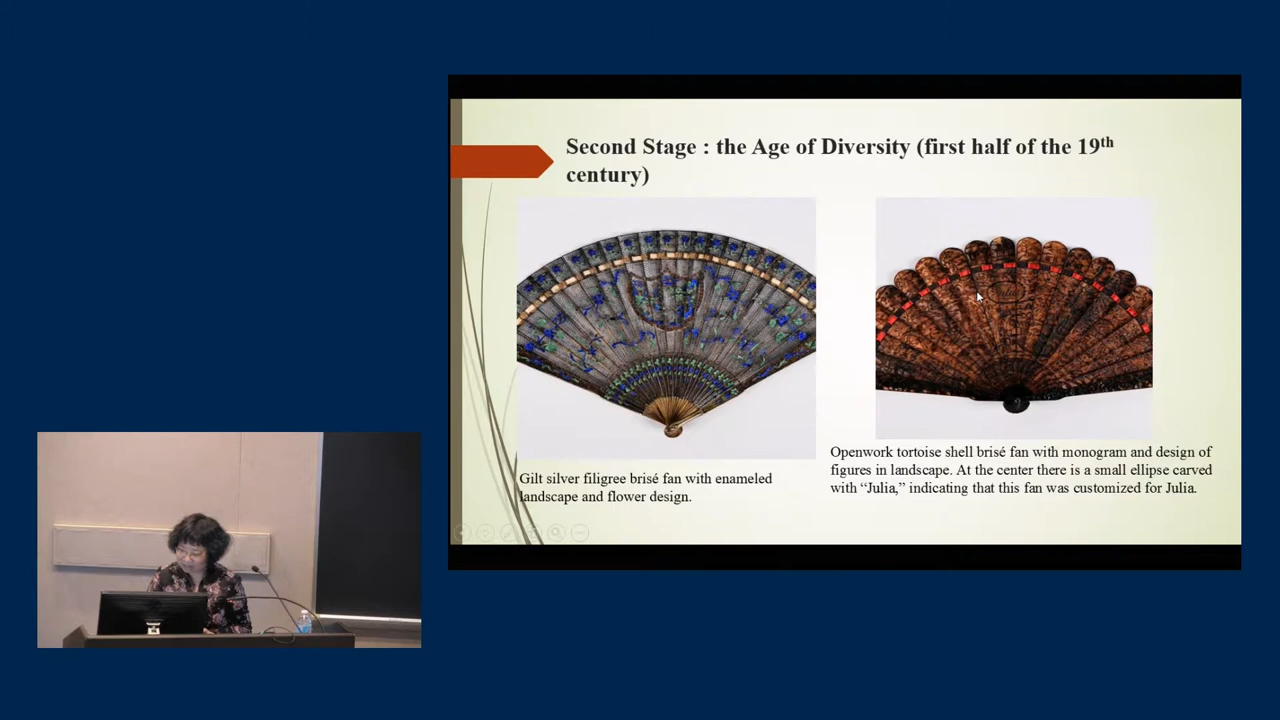 Second Stage : the Age of Diversity (first half of the 19th
century)
Gilt silver filigree brisé fan with enameled
landscape and flower design.
Openwork tortoise shell brisé fan with monogram and design of
figures in landscape. At the center there is a small ellipse carved
with “Julia,” indicating that this fan was customized for Julia.